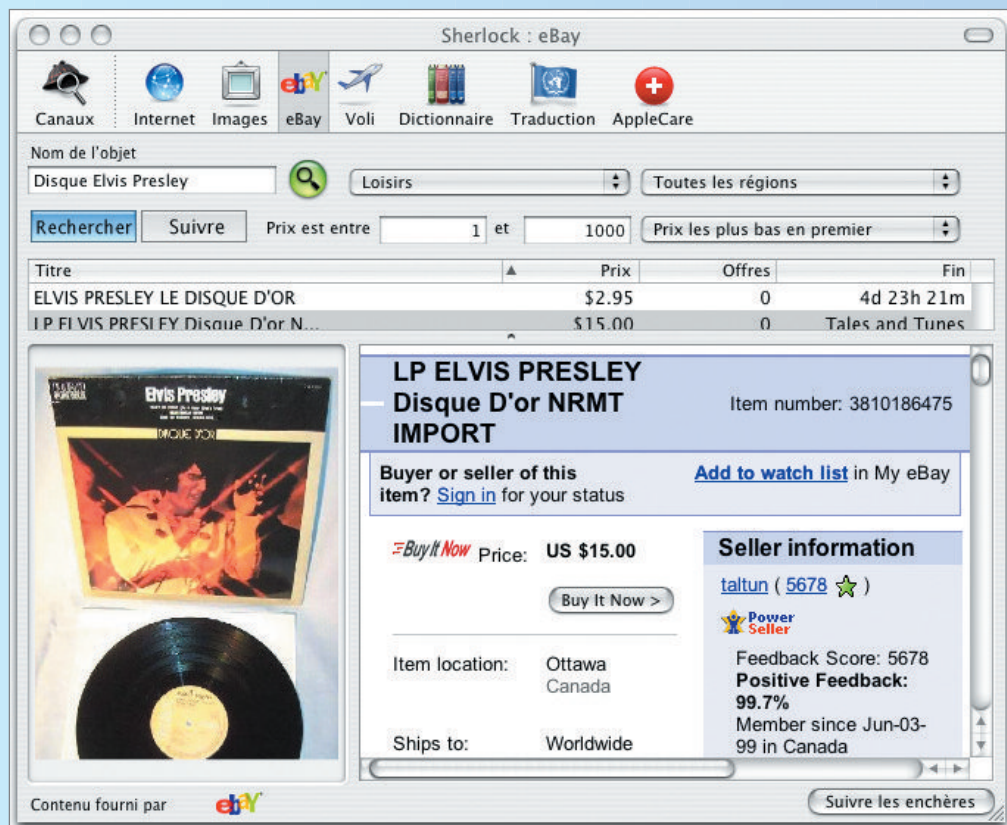 Sherlock : eBay
Canaux Internet Images eBay Voli Dictionnaire Traduction AppleCare
Nom de l'objet
Disque Elvis Presley Loisirs Toutes les régions
Rechercher Suivre Prix est entre 1 et 1000 Prix les plus bas en premier
Titre Prix Offres Fin
ELVIS PRESLEY LE DISQUE D'OR $2.95 0 4d 23h 21m
LP ELVIS PRESLEY Disque D'or N... $15.00 0 Tales and Tunes
Elvis Presley
DISQUE D'OR
LP ELVIS PRESLEY
Disque D'or NRMT
IMPORT
Item number: 3810186475
Buyer or seller of this
item? Sign in for your status
Add to watch list in My eBay
Buy It Now Price: US $15.00
Buy It Now >
Item location: Ottawa
Canada
Ships to: Worldwide
Seller information
taltun ( 5678 )
Power
Seller
Feedback Score: 5678
Positive Feedback:
99.7%
Member since Jun-03-
99 in Canada
Contenu fourni par ebay
Suivre les enchères